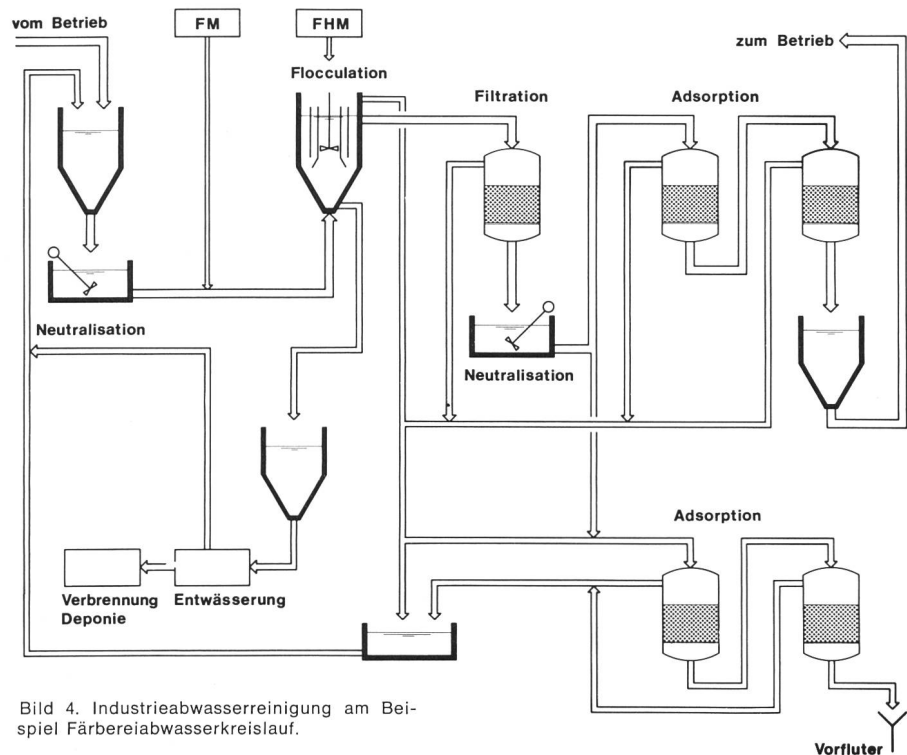 vom Betrieb
FM
FHM
zum Betrieb
Flocculation
Filtration
Adsorption
Neutralisation
Neutralisation
Adsorption
Verbrennung
Deponie
Entwässerung
Bild 4. Industrieabwasserreinigung am Bei-
spiel Färbereiabwasserkreislauf.
Vorfluter